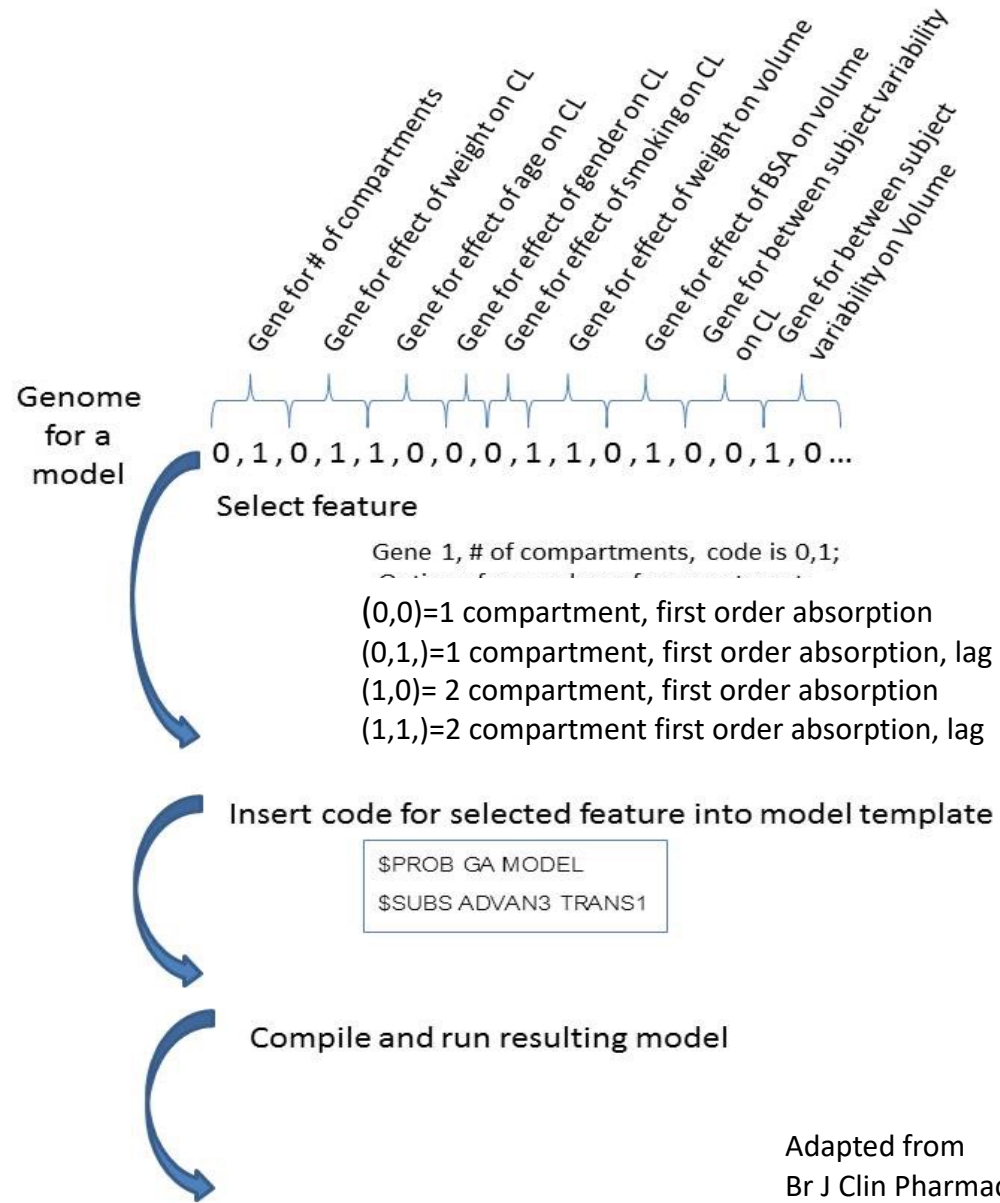 Gene for # of compartments
Gene for effect of weight on CL
Gene for effect of age on CL
Gene for effect of gender on CL
Gene for effect of smoking on CL
Gene for effect of weight on volume
Gene for effect of BSA on volume
Gene for between subject variability
on CL
Gene for between subject
variability on Volume
Genome
for a
model
0,1,0,1,1,0,0,0,1,1,0,1,0,0,1,0...
Select feature
Gene 1, # of compartments, code is 0,1;
(0,0)=1 compartment, first order absorption
(0,1,)=1 compartment, first order absorption, lag
(1,0)= 2 compartment, first order absorption
(1,1,)=2 compartment first order absorption, lag
Insert code for selected feature into model template
$PROB GA MODEL
$SUBS ADVAN3 TRANS1
Compile and run resulting model
Adapted from
Br J Clin